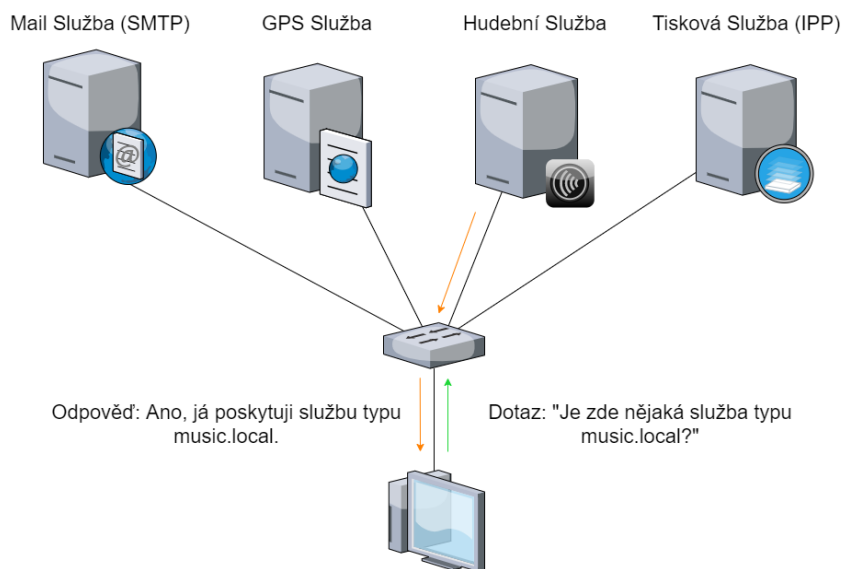 Mail Služba (SMTP)
GPS Služba
Hudební Služba
Tisková Služba (IPP)
Odpověď: Ano, já poskytuji službu typu
music.local.
Dotaz: "Je zde nějaká služba typu
music.local?"